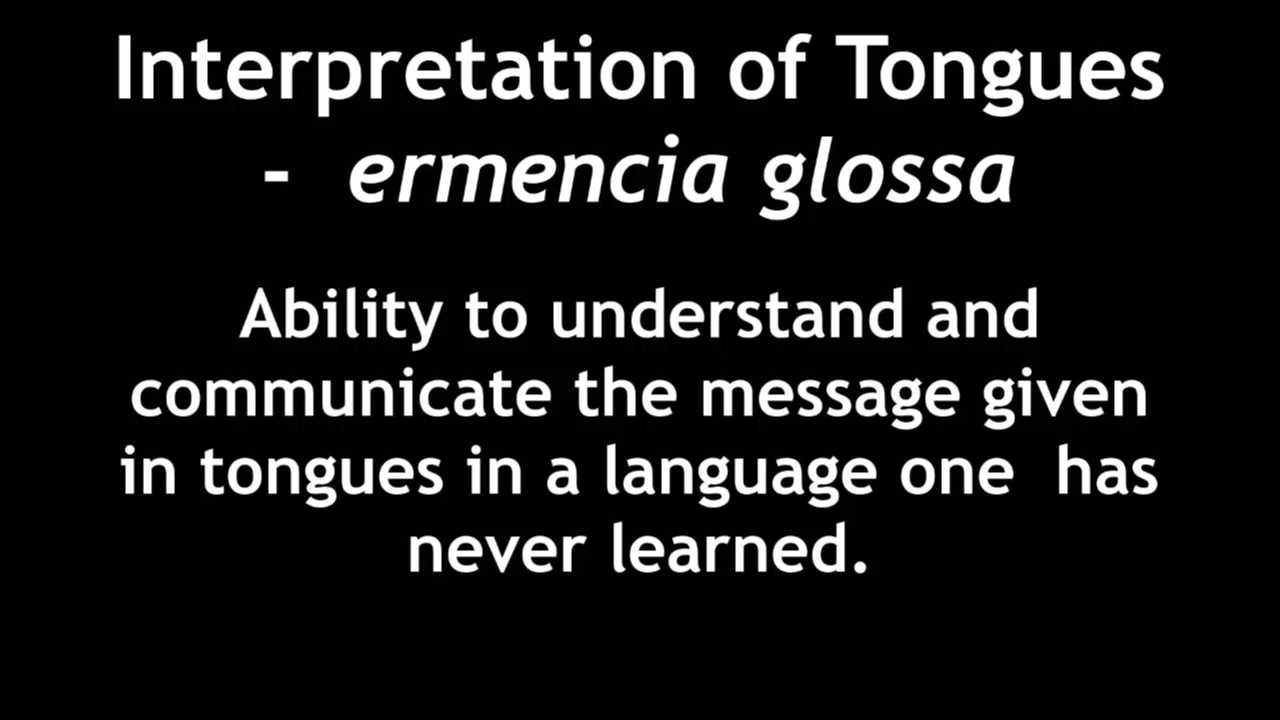 Interpretation of Tongues
- ermencia glossa
Ability to understand and
communicate the message given
in tongues in a language one has
never learned.